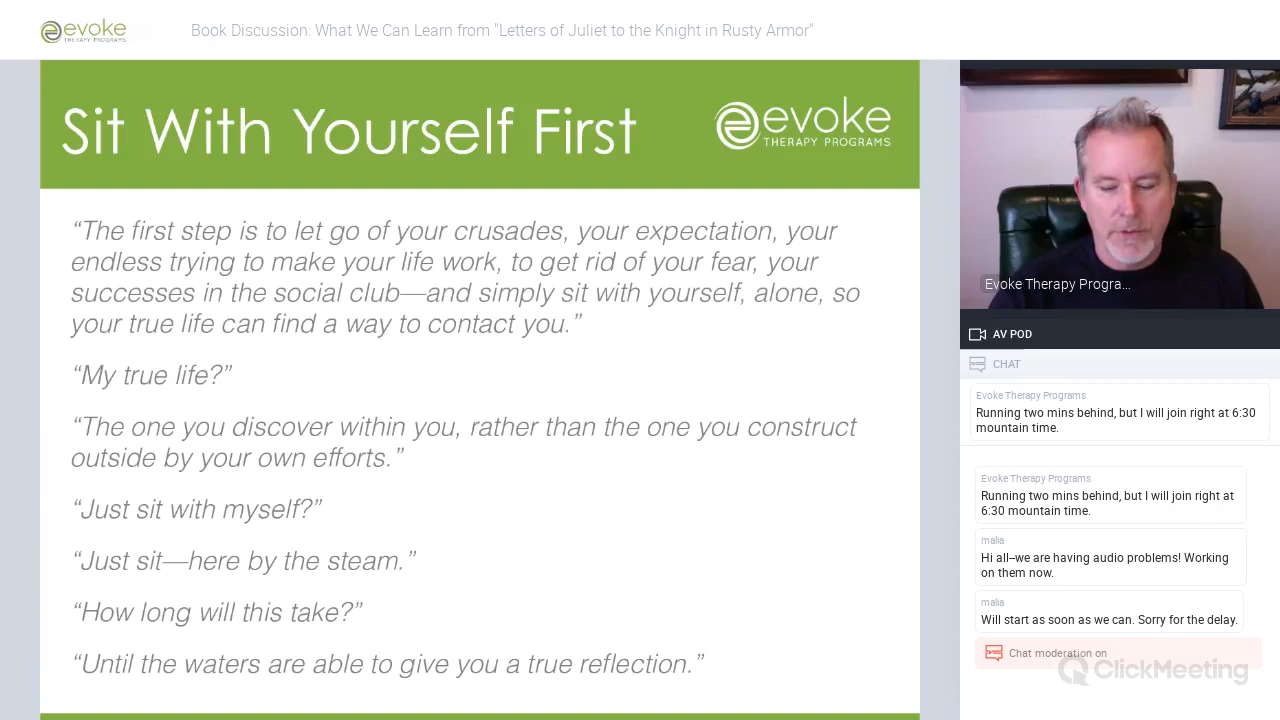 evoke
THERAPY PROGRAMS
Book Discussion: What We Can Learn from "Letters of Juliet to the Knight in Rusty Armor"
Sit With Yourself First
evoke
THERAPY PROGRAMS
“The first step is to let go of your crusades, your expectation, your
endless trying to make your life work, to get rid of your fear, your
successes in the social club—and simply sit with yourself, alone, so
your true life can find a way to contact you.”
“My true life?”
“The one you discover within you, rather than the one you construct
outside by your own efforts.”
“Just sit with myself?”
“Just sit—here by the steam.”
“How long will this take?”
“Until the waters are able to give you a true reflection.”
Evoke Therapy Progra...
AV POD
CHAT
Evoke Therapy Programs
Running two mins behind, but I will join right at 6:30
mountain time.
Evoke Therapy Programs
Running two mins behind, but I will join right at
6:30 mountain time.
malia
Hi all–we are having audio problems! Working
on them now.
malia
Will start as soon as we can. Sorry for the delay.
Chat moderation on
ClickMeeting